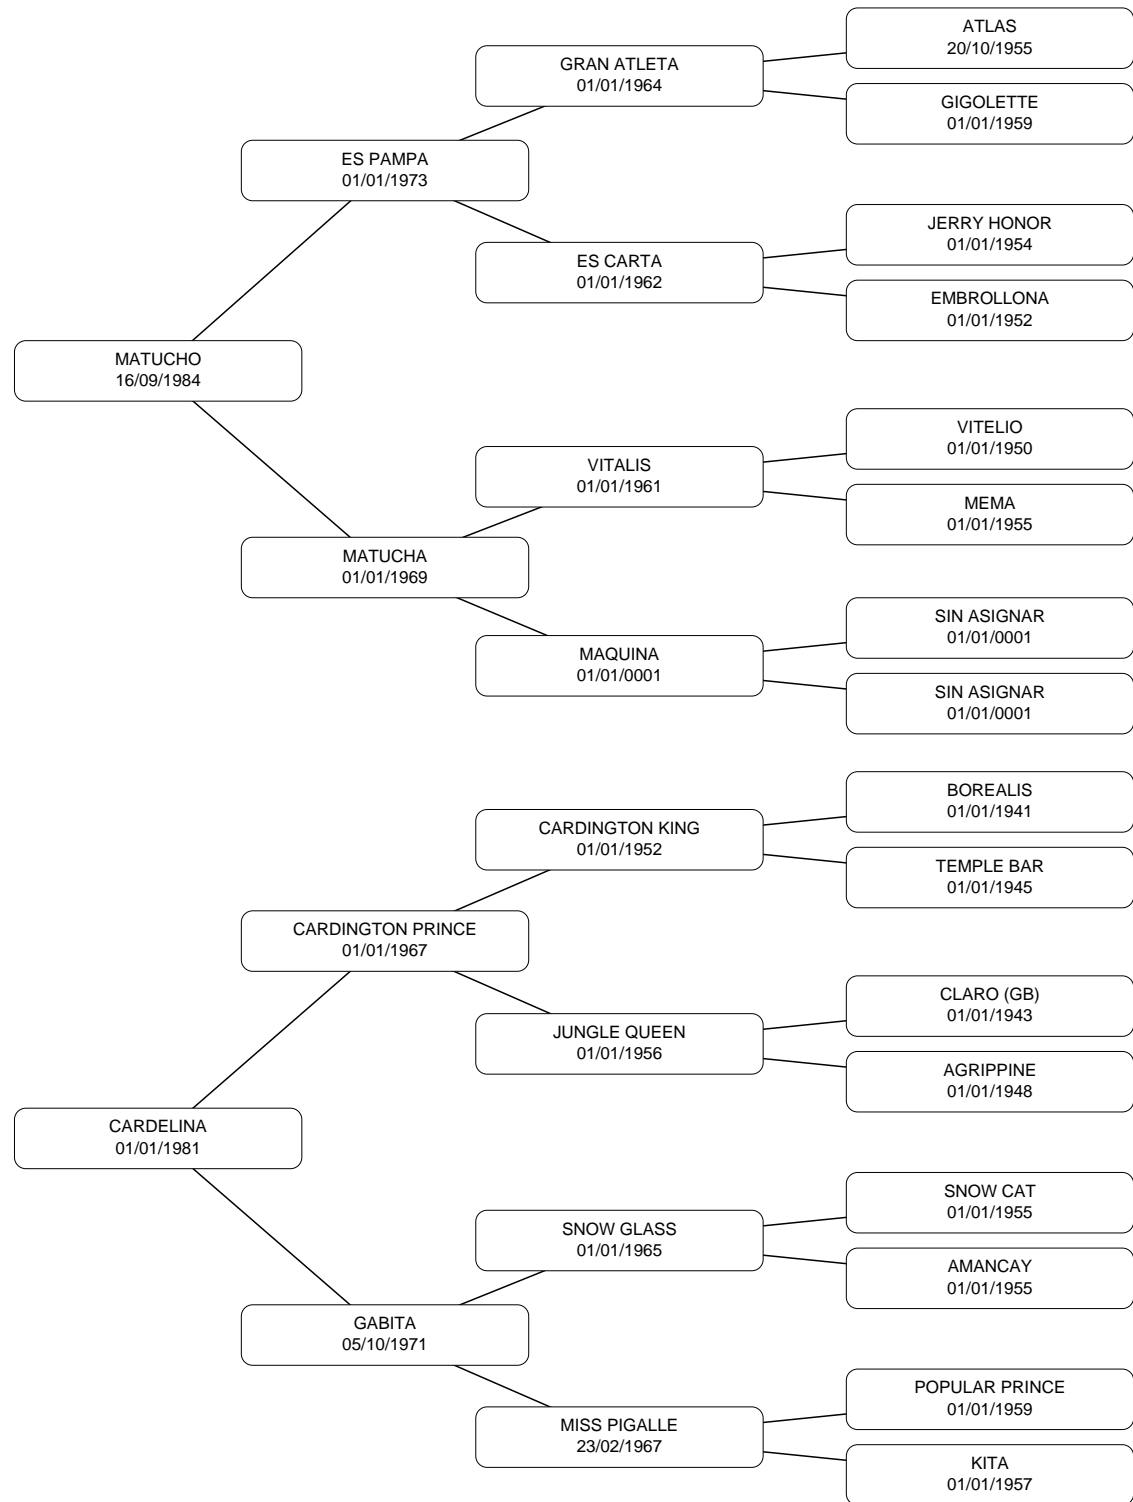 ATLAS
20/10/1955
GRAN ATLETA
01/01/1964
GIGOLETTE
01/01/1959
ES PAMPA
01/01/1973
JERRY HONOR
01/01/1954
ES CARTA
01/01/1962
EMBROLLONA
01/01/1952
MATUCHO
16/09/1984
VITELIO
01/01/1950
VITALIS
01/01/1961
MEMA
01/01/1955
MATUCHA
01/01/1969
SIN ASIGNAR
01/01/0001
MAQUINA
01/01/0001
SIN ASIGNAR
01/01/0001
BOREALIS
01/01/1941
CARDINGTON KING
01/01/1952
TEMPLE BAR
01/01/1945
CARDINGTON PRINCE
01/01/1967
CLARO (GB)
01/01/1943
JUNGLE QUEEN
01/01/1956
AGRIPPINE
01/01/1948
CARDELINA
01/01/1981
SNOW CAT
01/01/1955
SNOW GLASS
01/01/1965
AMANCAY
01/01/1955
GABITA
05/10/1971
POPULAR PRINCE
01/01/1959
MISS PIGALLE
23/02/1967
KITA
01/01/1957